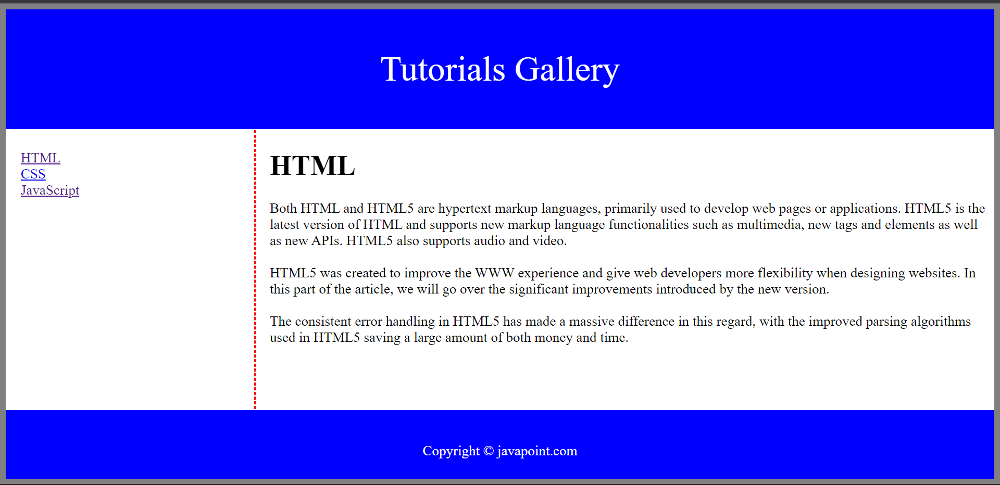 Tutorials Gallery
HTML
CSS
JavaScript
HTML
Both HTML and HTML5 are hypertext markup languages, primarily used to develop web pages or applications. HTML5 is the
latest version of HTML and supports new markup language functionalities such as multimedia, new tags and elements as well
as new APIs. HTML5 also supports audio and video.
HTML5 was created to improve the WWW experience and give web developers more flexibility when designing websites. In
this part of the article, we will go over the significant improvements introduced by the new version.
The consistent error handling in HTML5 has made a massive difference in this regard, with the improved parsing algorithms
used in HTML5 saving a large amount of both money and time.
Copyright © javapoint.com